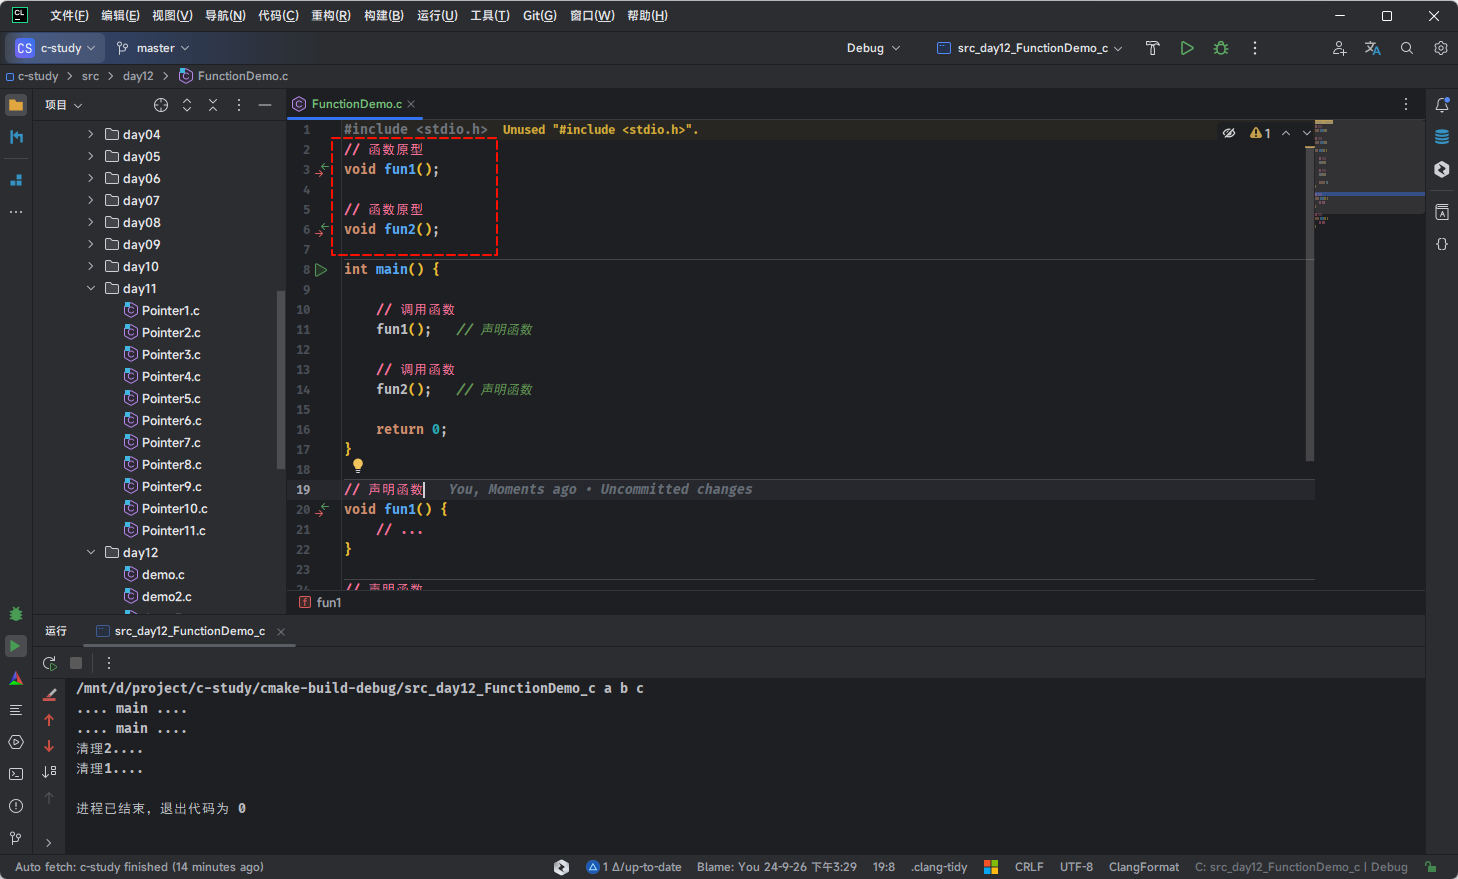 CL 文件(F) 编辑(E) 视图(V) 导航(N) 代码(C) 重构(R) 构建(B) 运行(U) 工具(T) Git(G) 窗口(W) 帮助(H)
CS c-study master Debug src_day12_FunctionDemo_c
c-study src day12 FunctionDemo.c
项目
day04
day05
day06
day07
day08
day09
day10
day11
Pointer1.c
Pointer2.c
Pointer3.c
Pointer4.c
Pointer5.c
Pointer6.c
Pointer7.c
Pointer8.c
Pointer9.c
Pointer10.c
Pointer11.c
day12
demo.c
demo2.c
FunctionDemo.c
1 #include <stdio.h> Unused "#include <stdio.h>". 1
2 // 函数原型
3 void fun1();
4
5 // 函数原型
6 void fun2();
7
8 int main() {
9
10 // 调用函数
11 fun1(); // 声明函数
12
13 // 调用函数
14 fun2(); // 声明函数
15
16 return 0;
17 }
18
19 // 声明函数 You, Moments ago • Uncommitted changes
20 void fun1() {
21 // ...
22 }
23
24 // 声明函数
f fun1
运行 src_day12_FunctionDemo_c
/mnt/d/project/c-study/cmake-build-debug/src_day12_FunctionDemo_c a b c
.... main ....
.... main ....
清理2....
清理1....
进程已结束，退出代码为 0
Auto fetch: c-study finished (14 minutes ago) 1 Δ/up-to-date Blame: You 24-9-26 下午3:29 19:8 .clang-tidy CRLF UTF-8 ClangFormat C: src_day12_FunctionDemo_c | Debug